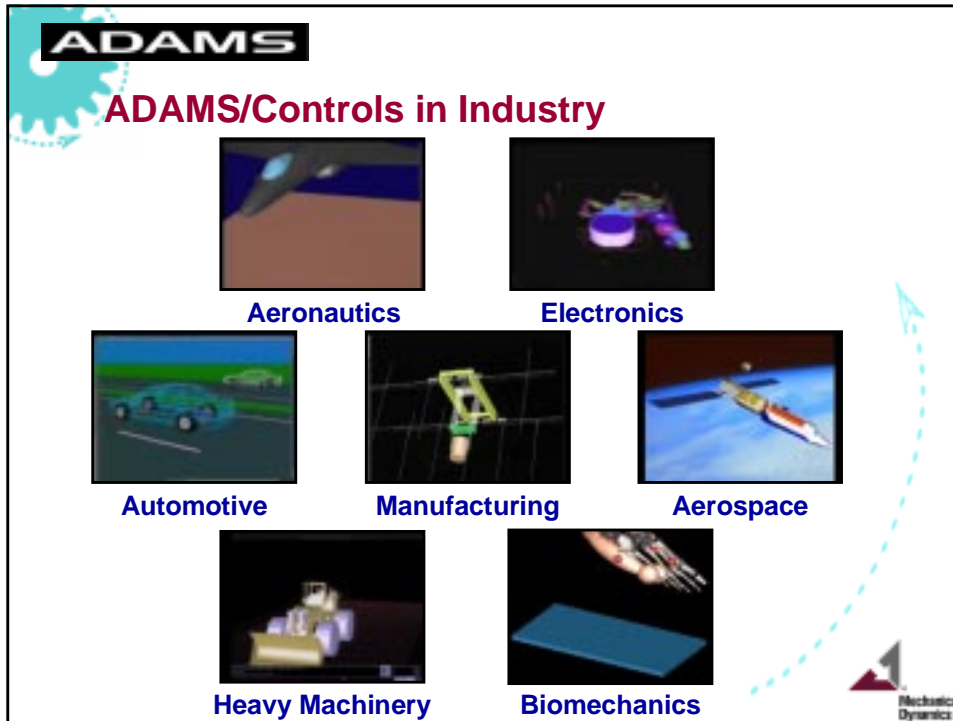 ADAMS
ADAMS/Controls in Industry
Aeronautics Electronics
Automotive Manufacturing Aerospace
Heavy Machinery Biomechanics
Mechanical
Dynamics